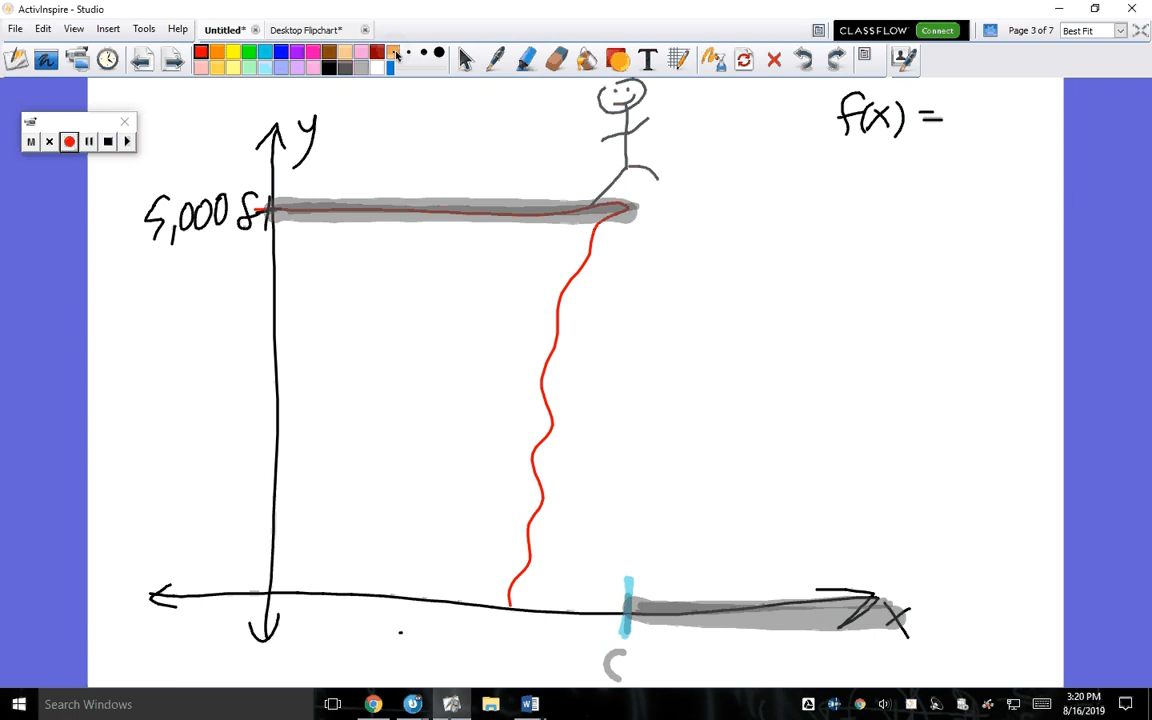 ActivInspire - Studio
File Edit View Insert Tools Help Untitled* Desktop Flipchart* CLASSFLOW Connect Page 3 of 7 Best Fit
M
y
f(x) =
5,000 ft
x
C
Search Windows
3:20 PM
8/16/2019